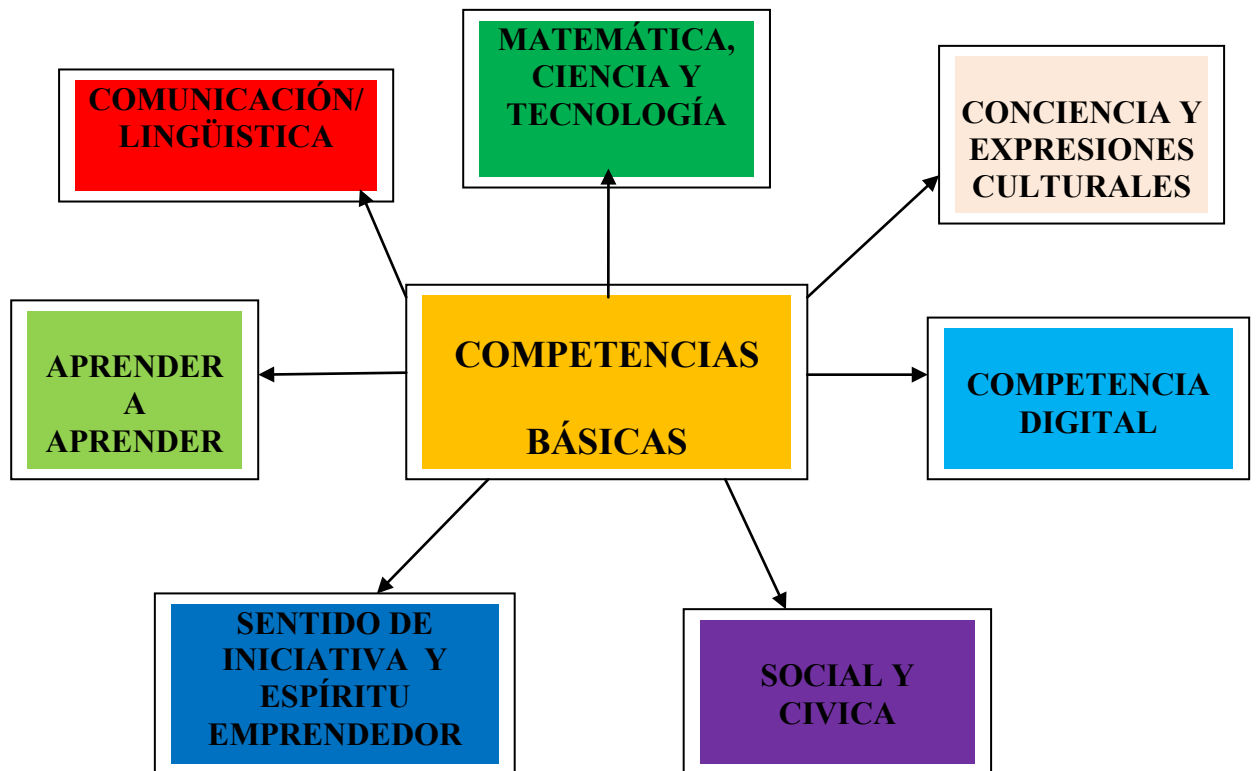 MATEMÁTICA,
CIENCIA Y
TECNOLOGÍA
COMUNICACIÓN/
LINGÜISTICA
CONCIENCIA Y
EXPRESIONES
CULTURALES
APRENDER
A
APRENDER
COMPETENCIAS
BÁSICAS
COMPETENCIA
DIGITAL
SENTIDO DE
INICIATIVA Y
ESPÍRITU
EMPRENDEDOR
SOCIAL Y
CIVICA